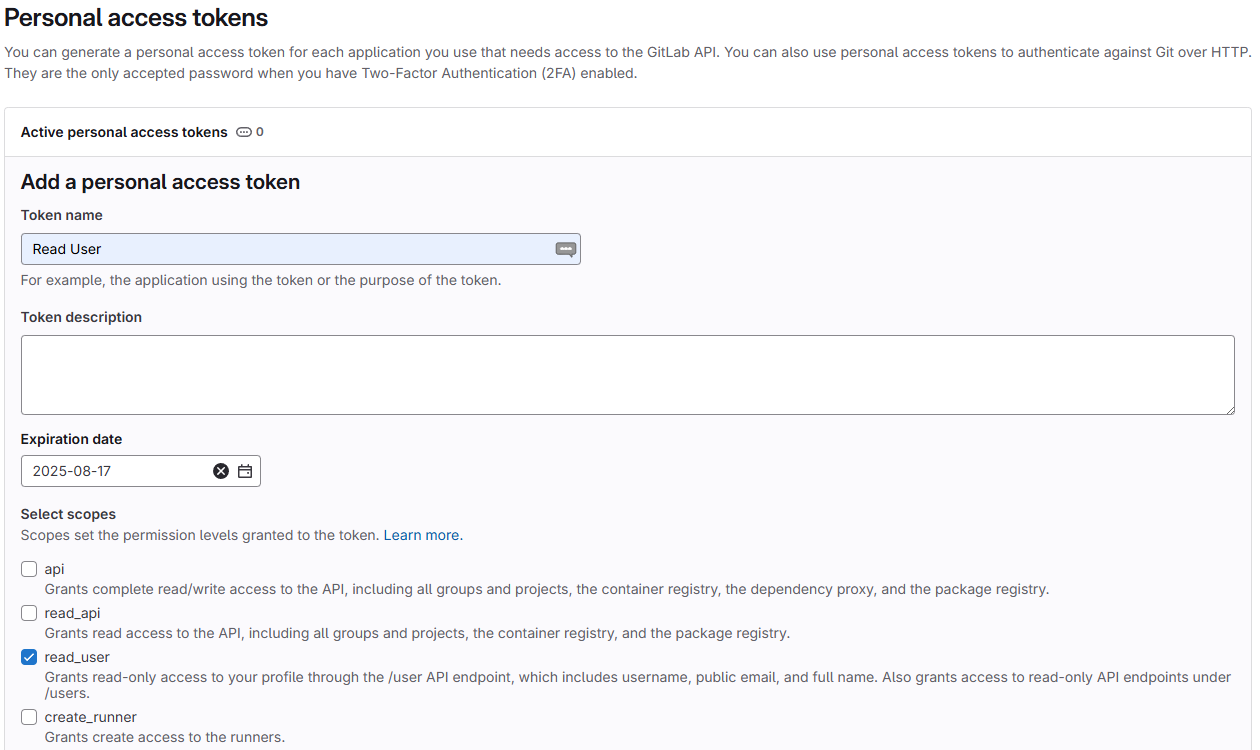 Personal access tokens
You can generate a personal access token for each application you use that needs access to the GitLab API. You can also use personal access tokens to authenticate against Git over HTTP.
They are the only accepted password when you have Two-Factor Authentication (2FA) enabled.
Active personal access tokens 0
Add a personal access token
Token name
Read User
For example, the application using the token or the purpose of the token.
Token description
Expiration date
2025-08-17
Select scopes
Scopes set the permission levels granted to the token. Learn more.
api
Grants complete read/write access to the API, including all groups and projects, the container registry, the dependency proxy, and the package registry.
read_api
Grants read access to the API, including all groups and projects, the container registry, and the package registry.
read_user
Grants read-only access to your profile through the /user API endpoint, which includes username, public email, and full name. Also grants access to read-only API endpoints under
/users.
create_runner
Grants create access to the runners.